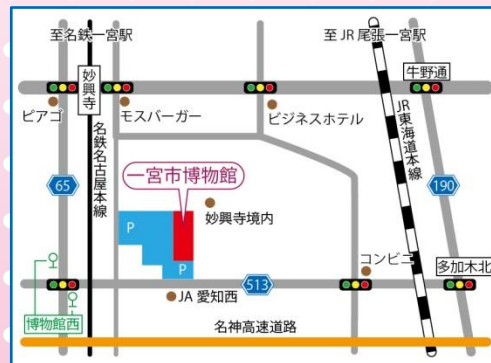 至名鉄一宮駅
至JR尾張一宮駅
妙興寺
牛野通
ピアゴ
モスバーガー
ビジネスホテル
名鉄名古屋本線
JR東海道本線
65
一宮市博物館
190
妙興寺境内
P
P
コンビニ
多加木北
513
JA愛知西
博物館西
名神高速道路